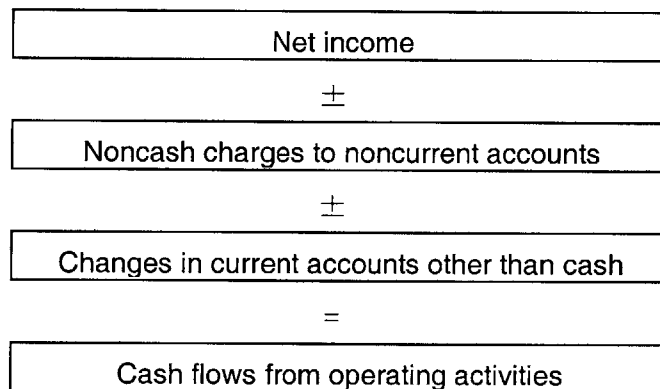 Net income
±
Noncash charges to noncurrent accounts
±
Changes in current accounts other than cash
=
Cash flows from operating activities